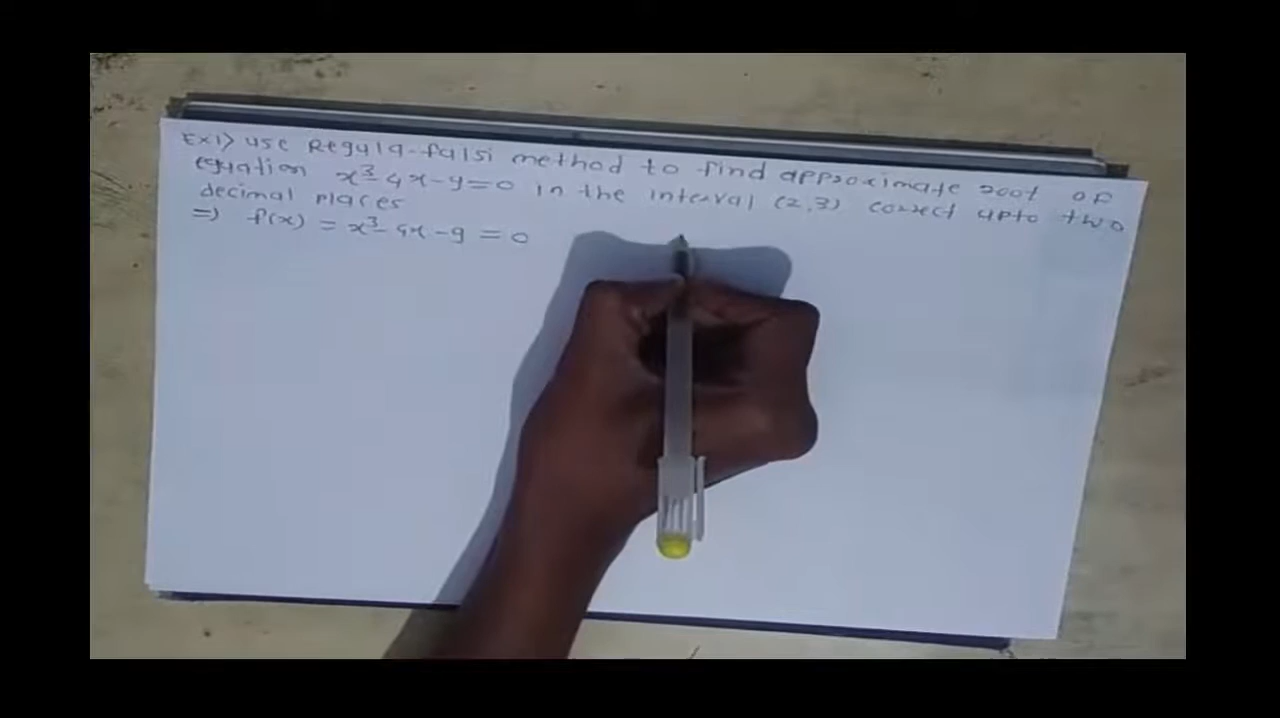 Ex1> use Regula-falsi method to find approximate root of
equation x³-4x-9=0 in the interval (2,3) correct upto two
decimal places
=> f(x) = x³-4x-9 = 0